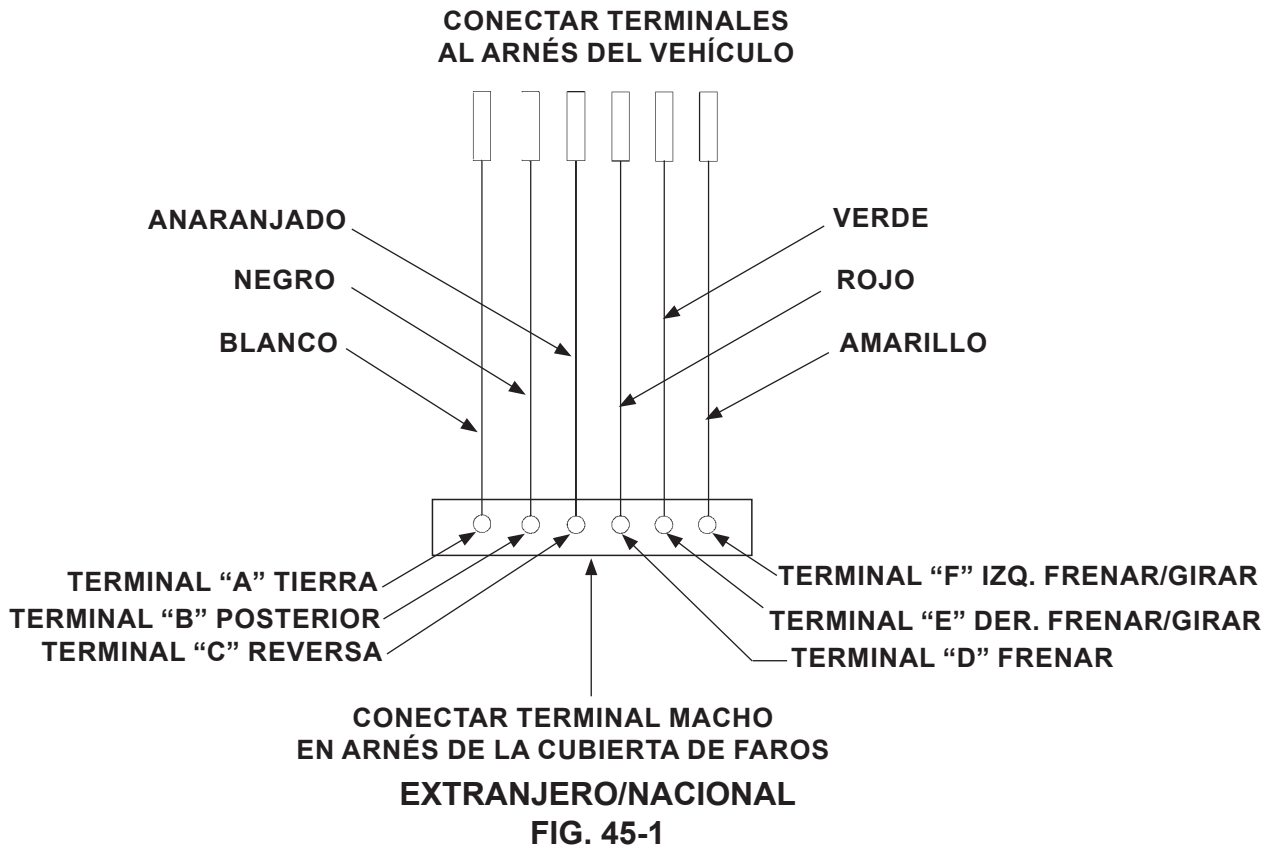 CONECTAR TERMINALES
AL ARNÉS DEL VEHÍCULO
ANARANJADO
NEGRO
BLANCO
VERDE
ROJO
AMARILLO
TERMINAL “A” TIERRA
TERMINAL “B” POSTERIOR
TERMINAL “C” REVERSA
TERMINAL “F” IZQ. FRENAR/GIRAR
TERMINAL “E” DER. FRENAR/GIRAR
TERMINAL “D” FRENAR
CONECTAR TERMINAL MACHO
EN ARNÉS DE LA CUBIERTA DE FAROS
EXTRANJERO/NACIONAL
FIG. 45-1